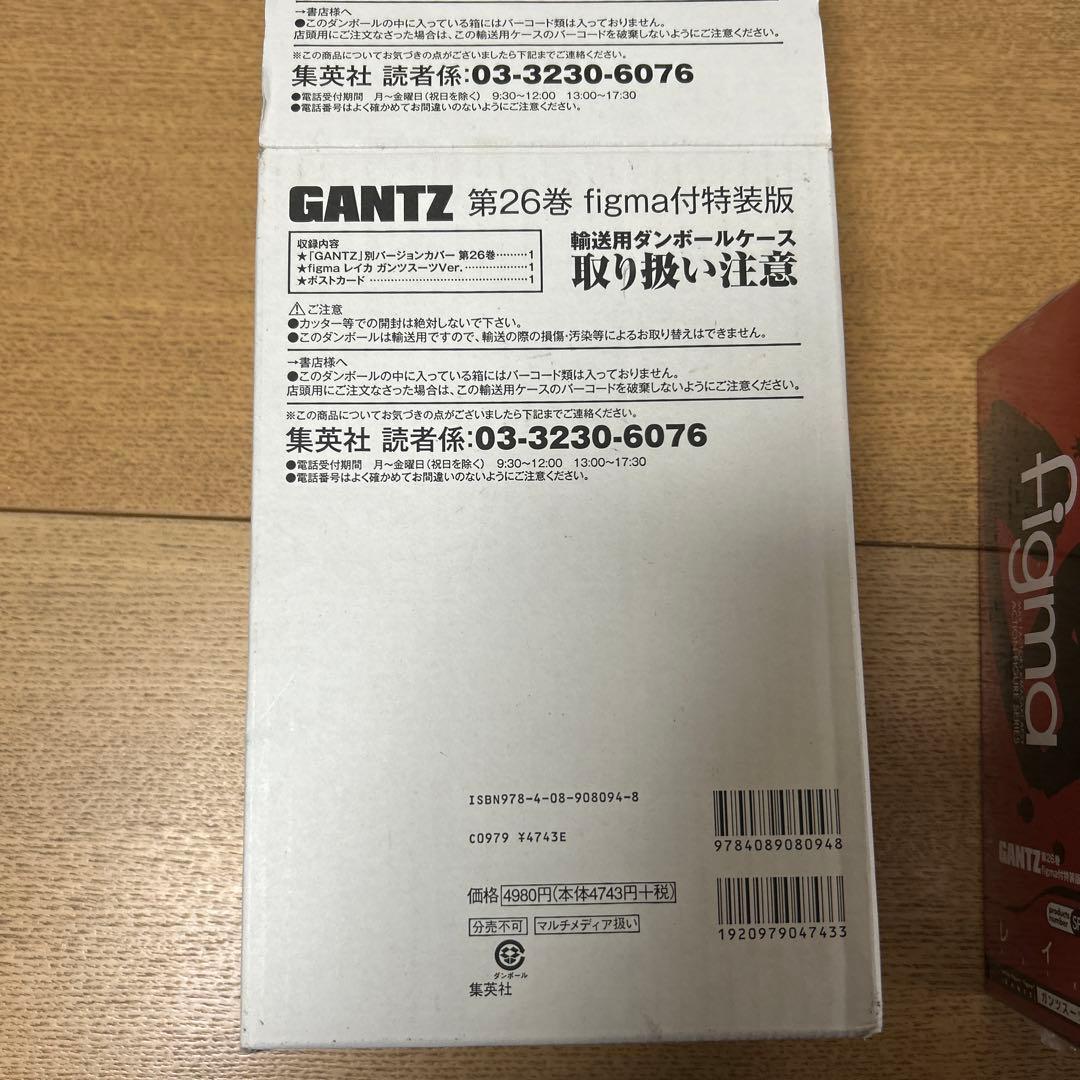 →書店様へ
●このダンボールの中に入っている箱にはバーコード類は入っておりません。
店頭用にご注文なさった場合は、この輸送用ケースのバーコードを破棄しないようにご注意ください。
※この商品についてお気づきの点がございましたら下記までご連絡ください。
集英社 読者係:03-3230-6076
●電話受付期間 月〜金曜日(祝日を除く) 9:30〜12:00 13:00〜17:30
●電話番号はよく確かめてお間違いのないようにご注意ください。
GANTZ 第26巻 figma付特装版
輸送用ダンボールケース
取り扱い注意
収録内容
★「GANTZ」別バージョンカバー 第26巻………1
★figma レイカ ガンツスーツVer.…………1
★ポストカード……………………………………1
⚠ご注意
●カッター等での開封は絶対しないで下さい。
●このダンボールは輸送用ですので、輸送の際の損傷・汚染等によるお取り替えはできません。
→書店様へ
●このダンボールの中に入っている箱にはバーコード類は入っておりません。
店頭用にご注文なさった場合は、この輸送用ケースのバーコードを破棄しないようにご注意ください。
※この商品についてお気づきの点がございましたら下記までご連絡ください。
集英社 読者係:03-3230-6076
●電話受付期間 月〜金曜日(祝日を除く) 9:30〜12:00 13:00〜17:30
●電話番号はよく確かめてお間違いのないようにご注意ください。
ISBN978-4-08-908094-8
C0979 ¥4743E
9784089080948
価格 4980円(本体4743円+税)
分売不可 マルチメディア扱い
1920979047433
ダンボール
集英社
figma
ACTION FIGURE SERIES
GANTZ 第26巻
figma付特装版
products number SP
レイ
ガンツスーツ